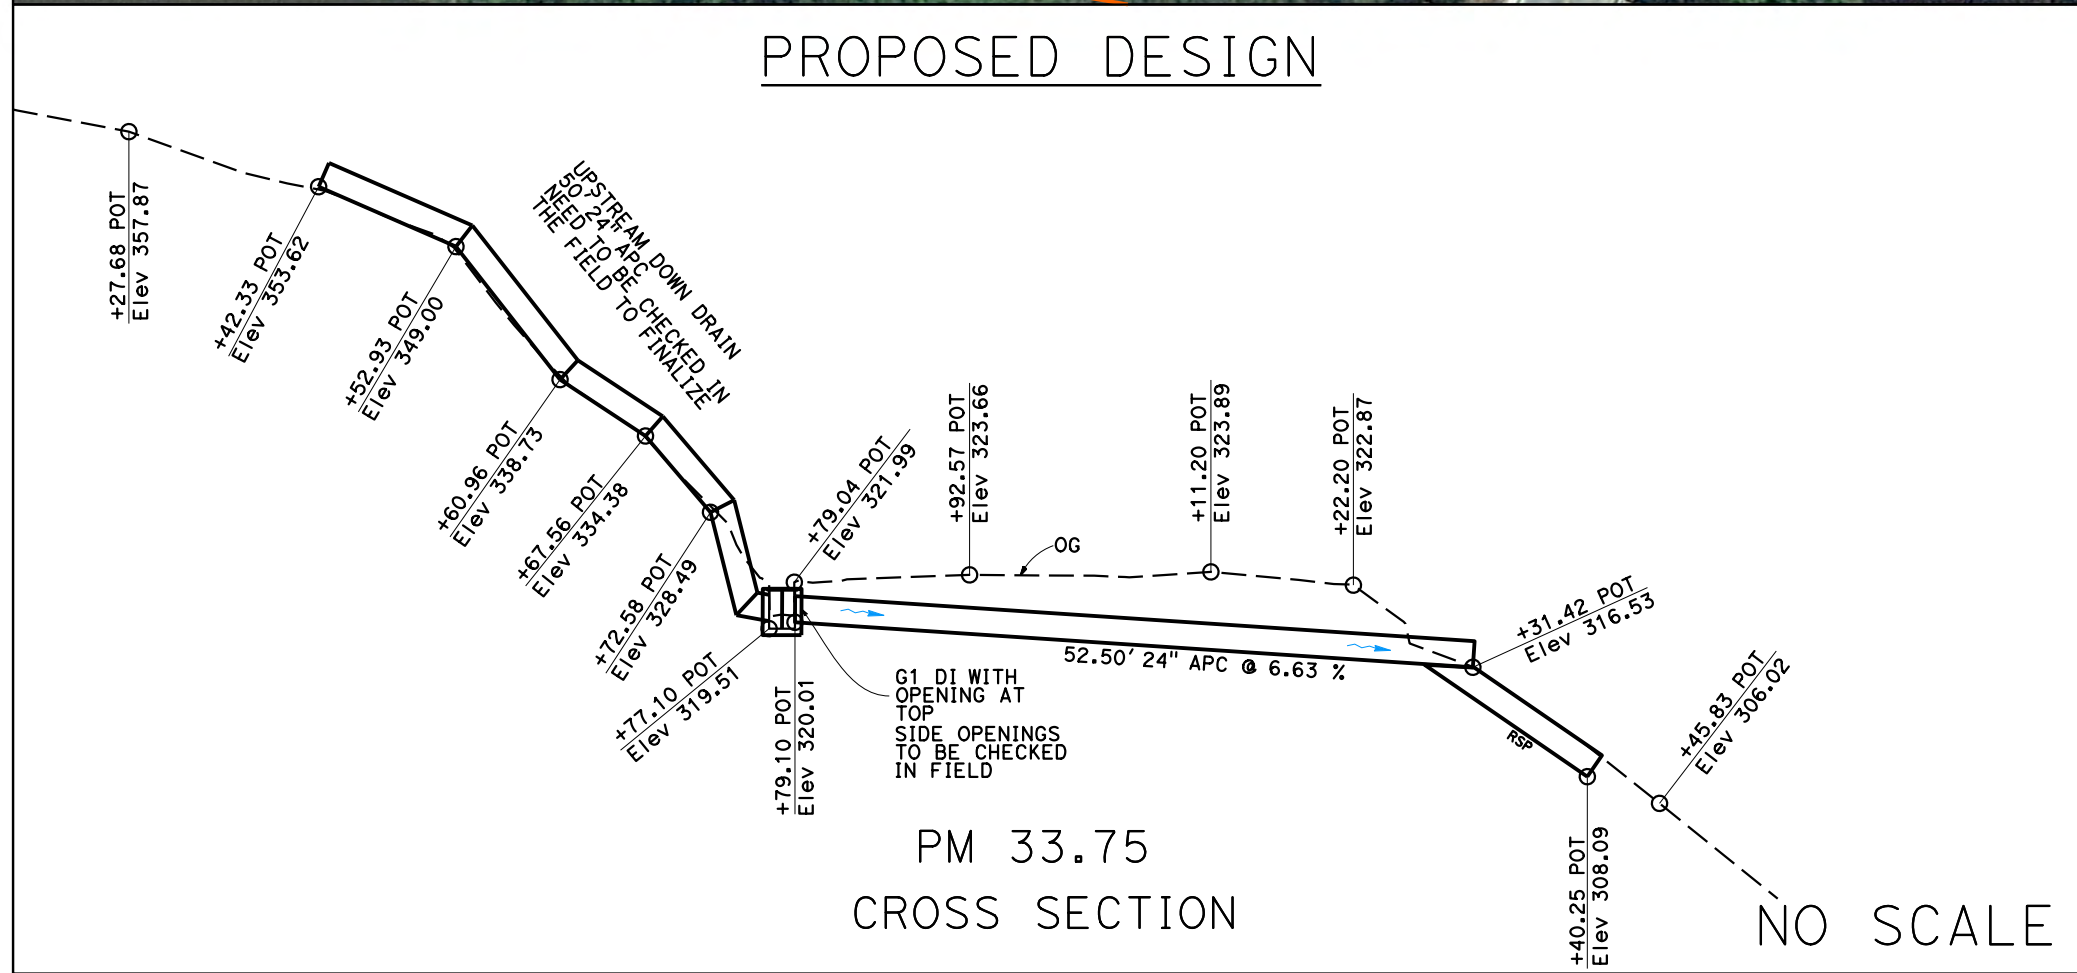 PROPOSED DESIGN
+27.68 POT
Elev 357.87
+42.33 POT
Elev 353.62
+52.93 POT
Elev 349.00
+60.96 POT
Elev 338.73
+67.56 POT
Elev 334.38
+72.58 POT
Elev 328.49
+77.10 POT
Elev 319.51
UPSTREAM DOWN DRAIN
50' 24" APC
NEED TO BE CHECKED IN
THE FIELD TO FINALIZE
+79.04 POT
Elev 321.99
+79.10 POT
Elev 320.01
+92.57 POT
Elev 323.66
OG
+11.20 POT
Elev 323.89
+22.20 POT
Elev 322.87
+31.42 POT
Elev 316.53
52.50' 24" APC @ 6.63 %
G1 DI WITH
OPENING AT
TOP
SIDE OPENINGS
TO BE CHECKED
IN FIELD
RSP
+45.83 POT
Elev 306.02
+40.25 POT
Elev 308.09
PM 33.75
CROSS SECTION
NO SCALE